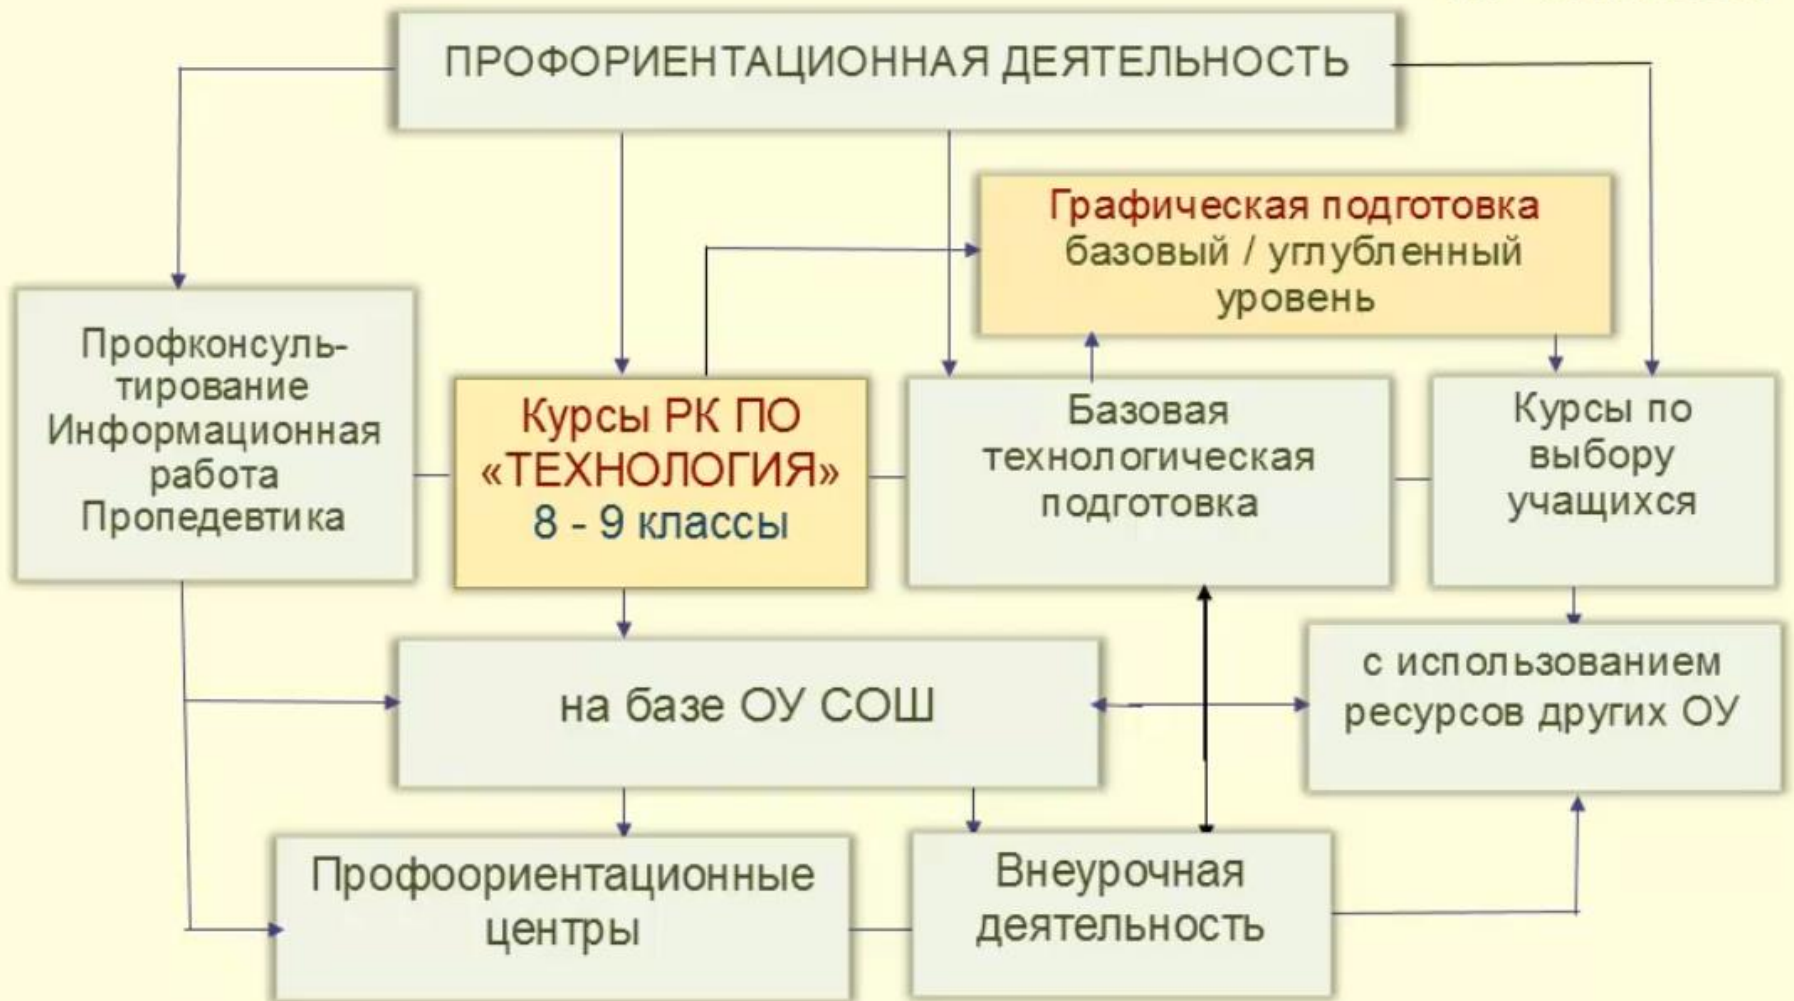 ПРОФОРИЕНТАЦИОННАЯ ДЕЯТЕЛЬНОСТЬ
Графическая подготовка
базовый / углубленный
уровень
Профконсуль-
тирование
Информационная
работа
Пропедевтика
Курсы РК ПО
«ТЕХНОЛОГИЯ»
8 - 9 классы
Базовая
технологическая
подготовка
Курсы по
выбору
учащихся
на базе ОУ СОШ
с использованием
ресурсов других ОУ
Профоориентационные
центры
Внеурочная
деятельность